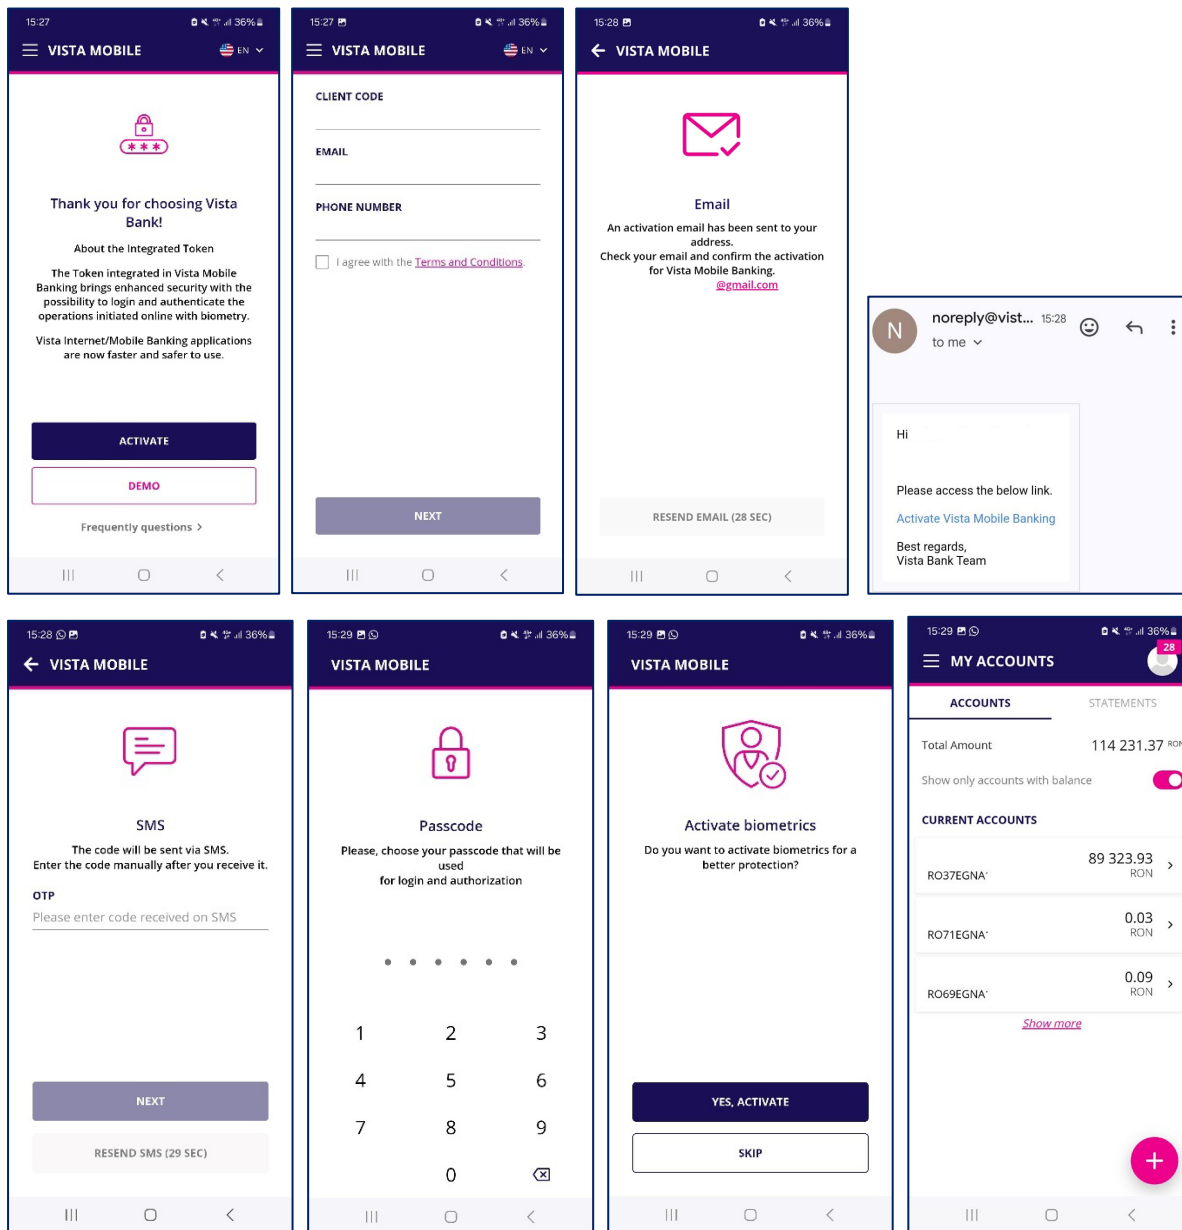 15:27
36%
VISTA MOBILE
EN
***
Thank you for choosing Vista
Bank!
About the Integrated Token
The Token integrated in Vista Mobile
Banking brings enhanced security with the
possibility to login and authenticate the
operations initiated online with biometry.
Vista Internet/Mobile Banking applications
are now faster and safer to use.
ACTIVATE
DEMO
Frequently questions >
15:27
36%
VISTA MOBILE
EN
CLIENT CODE
EMAIL
PHONE NUMBER
I agree with the Terms and Conditions.
NEXT
15:28
36%
VISTA MOBILE
Email
An activation email has been sent to your
address.
Check your email and confirm the activation
for Vista Mobile Banking.
@gmail.com
RESEND EMAIL (28 SEC)
N
noreply@vist... 15:28
to me
Hi
Please access the below link.
Activate Vista Mobile Banking
Best regards,
Vista Bank Team
15:28
36%
VISTA MOBILE
SMS
The code will be sent via SMS.
Enter the code manually after you receive it.
OTP
Please enter code received on SMS
NEXT
RESEND SMS (29 SEC)
15:29
36%
VISTA MOBILE
Passcode
Please, choose your passcode that will be
used
for login and authorization
1 2 3
4 5 6
7 8 9
0
15:29
36%
VISTA MOBILE
Activate biometrics
Do you want to activate biometrics for a
better protection?
YES, ACTIVATE
SKIP
15:29
36%
MY ACCOUNTS
28
ACCOUNTS STATEMENTS
Total Amount 114 231.37 RON
Show only accounts with balance
CURRENT ACCOUNTS
89 323.93
RO37EGNA RON
0.03
RO71EGNA RON
0.09
RO69EGNA RON
Show more
+